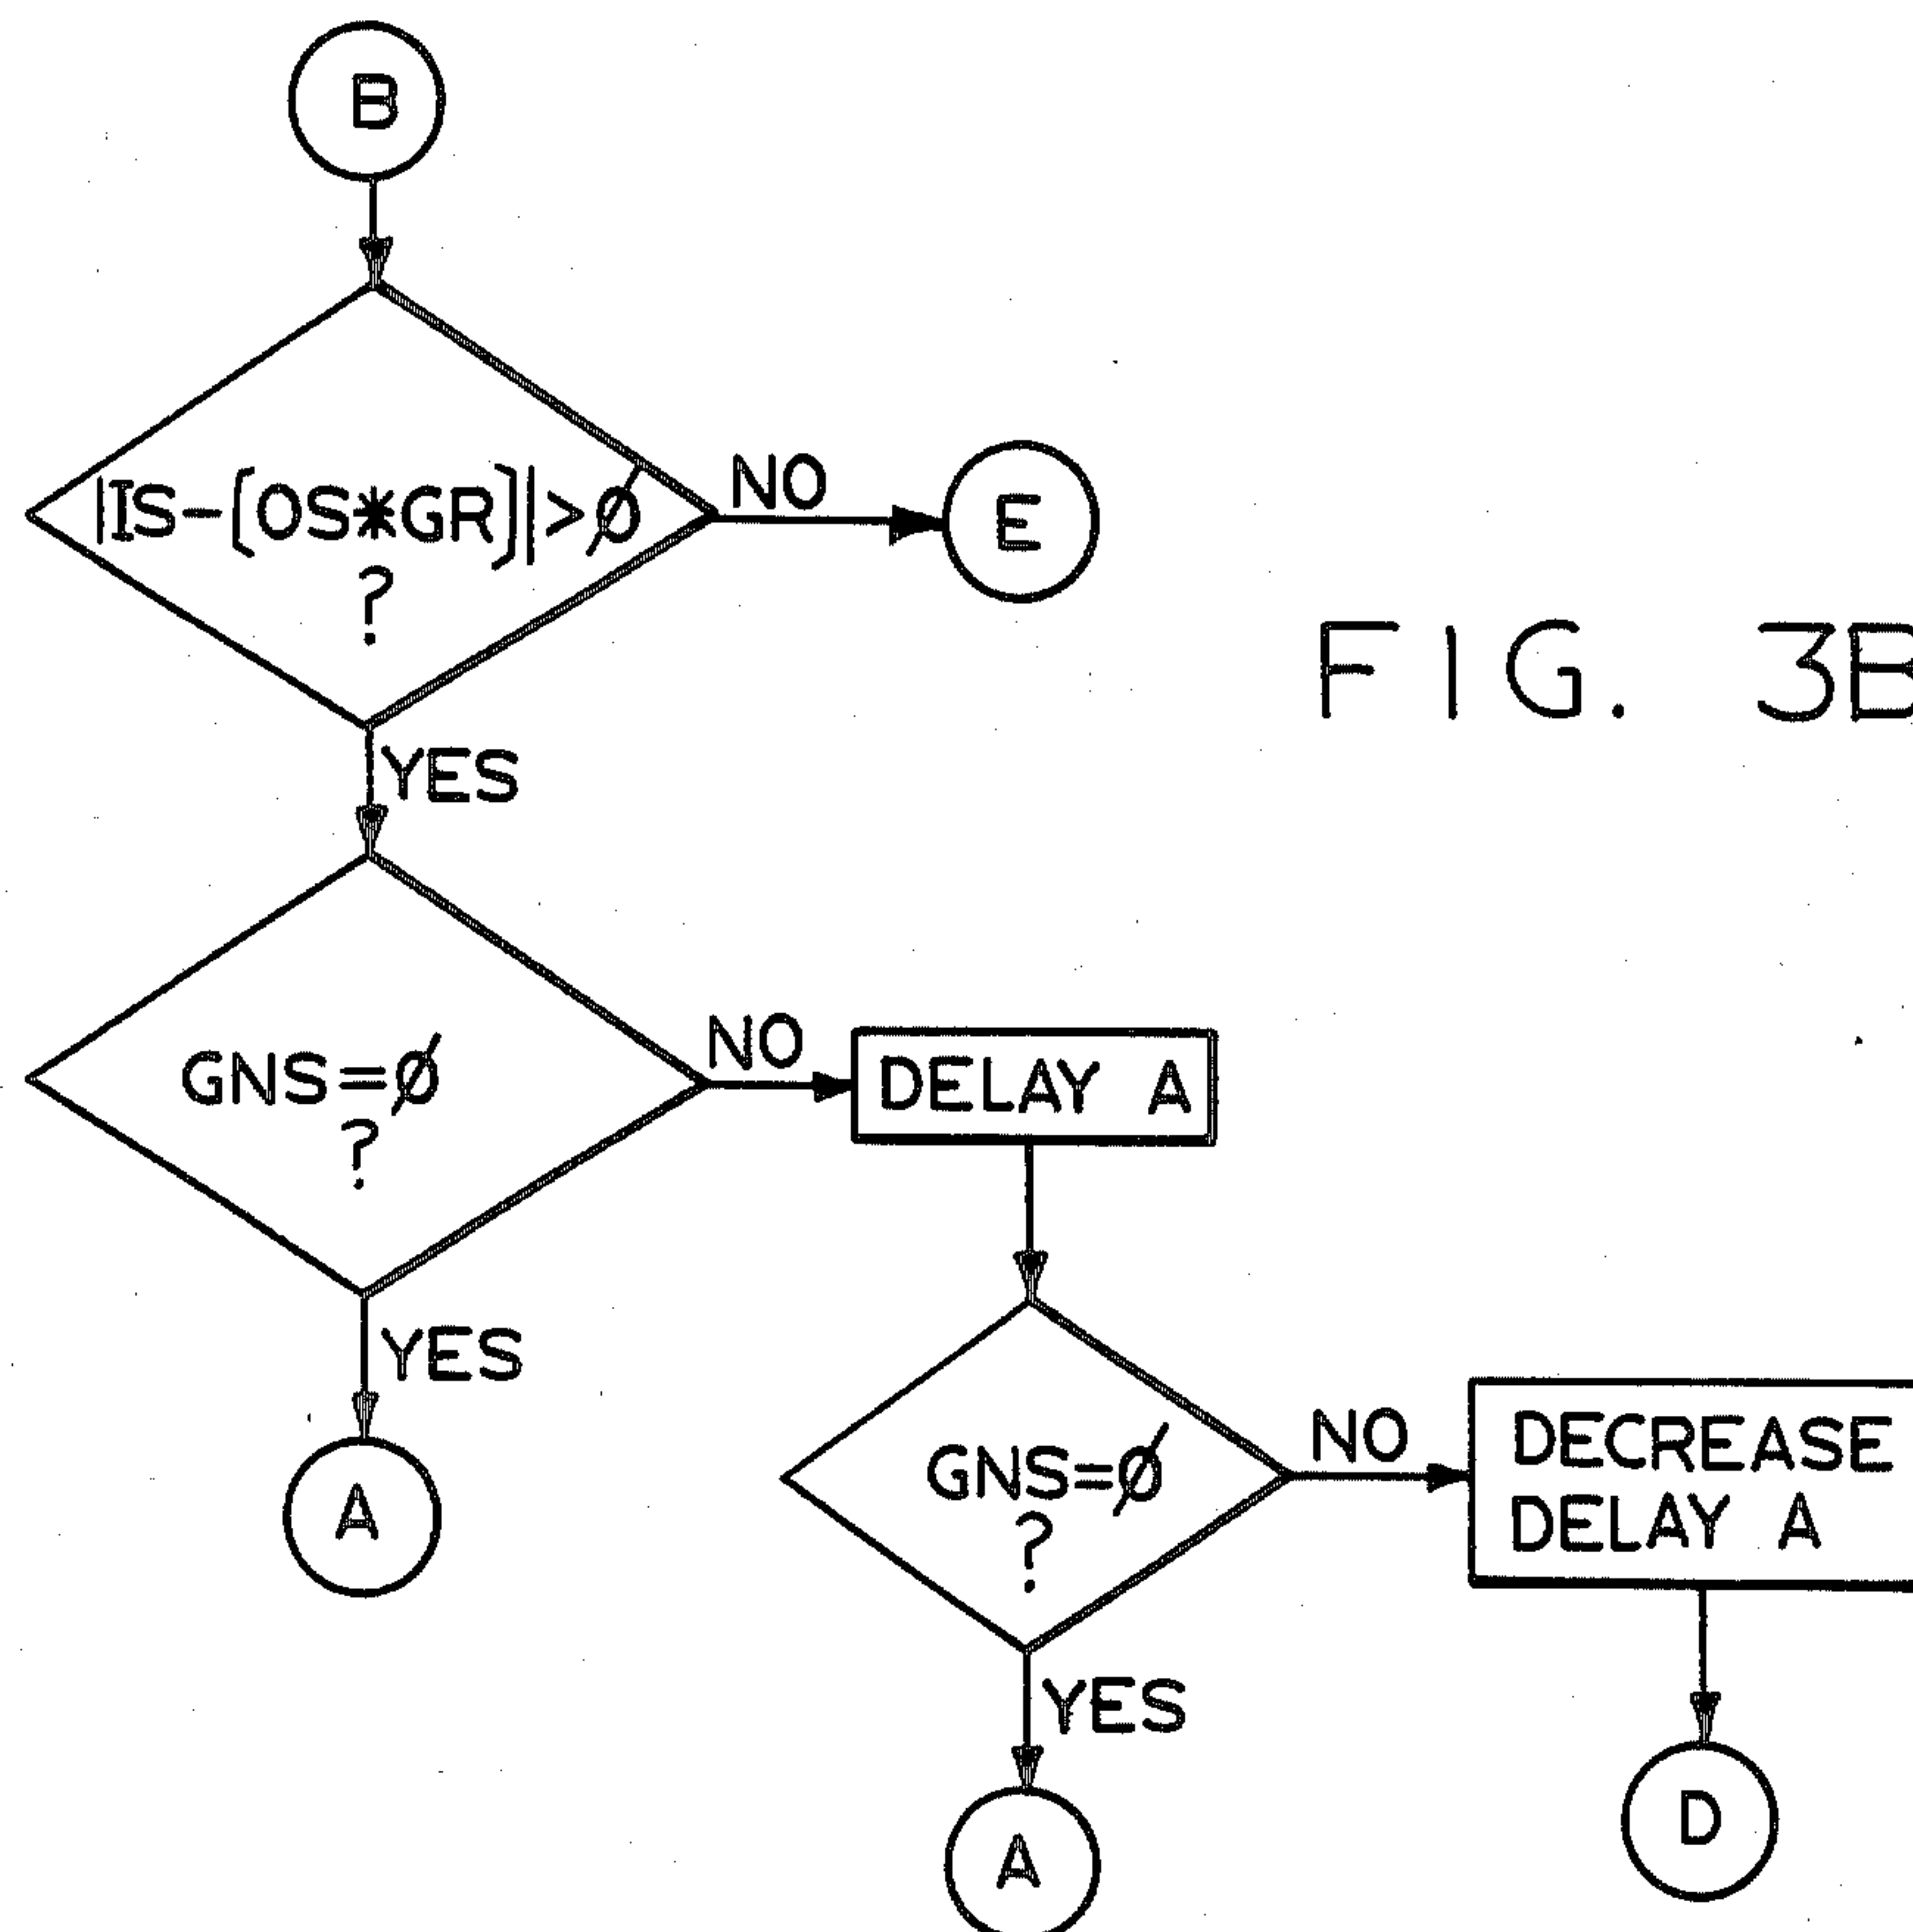 B
|IS-[OS*GR]|>Ø
?
NO
E
FIG. 3B
YES
GNS=Ø
?
NO
DELAY A
YES
A
GNS=Ø
?
NO
DECREASE
DELAY A
YES
A
D